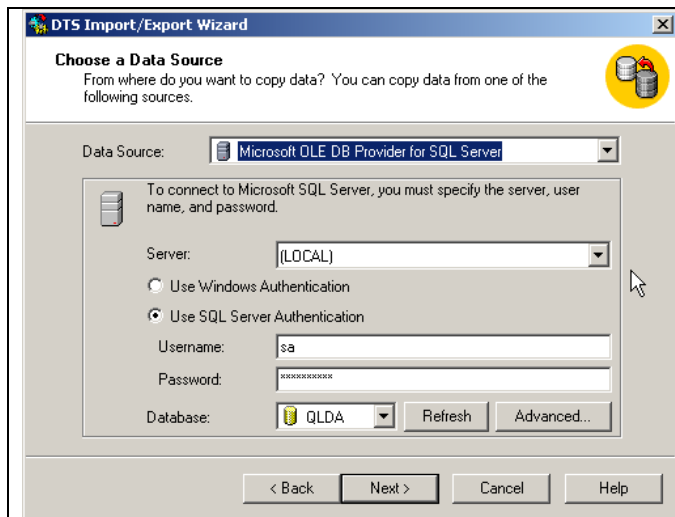 DTS Import/Export Wizard
Choose a Data Source
From where do you want to copy data? You can copy data from one of the
following sources.
Data Source: Microsoft OLE DB Provider for SQL Server
To connect to Microsoft SQL Server, you must specify the server, user
name, and password.
Server: (LOCAL)
Use Windows Authentication
Use SQL Server Authentication
Username: sa
Password: **********
Database: QLDA Refresh Advanced...
< Back Next > Cancel Help